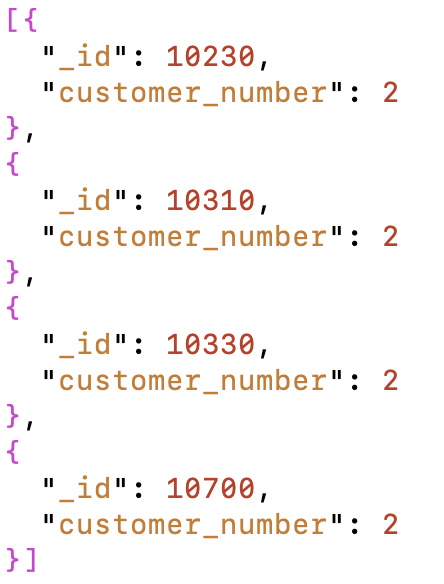 [{
  "_id": 10230,
  "customer_number": 2
},
{
  "_id": 10310,
  "customer_number": 2
},
{
  "_id": 10330,
  "customer_number": 2
},
{
  "_id": 10700,
  "customer_number": 2
}]